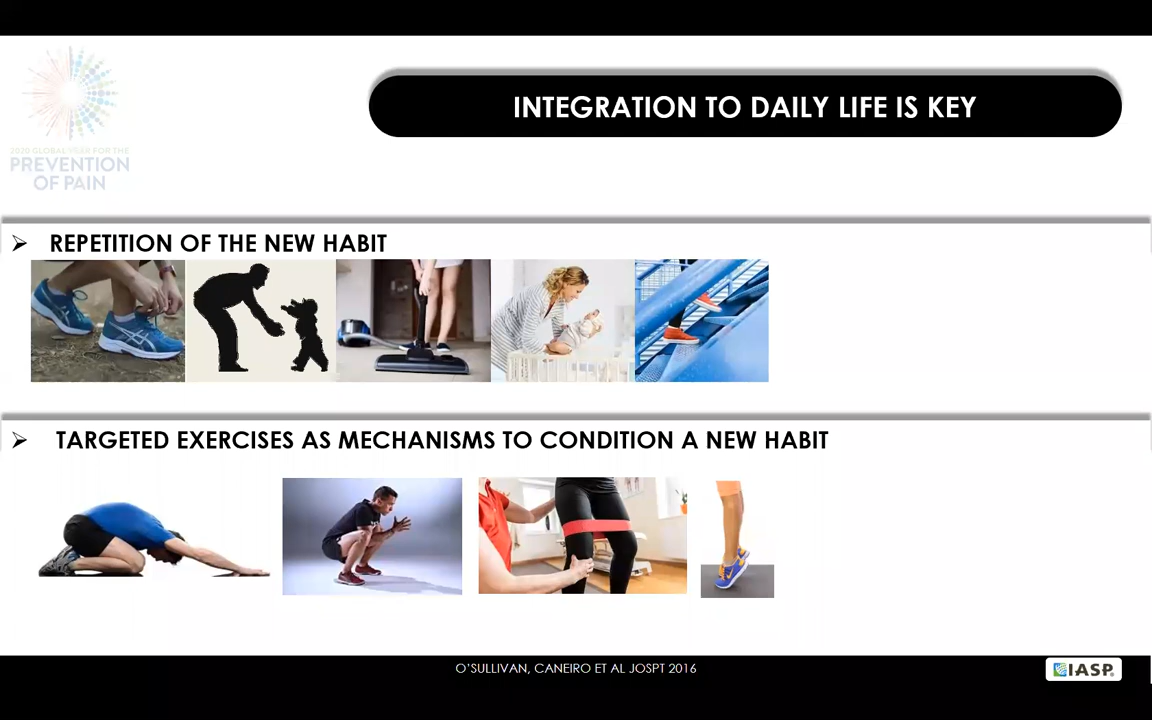 2020 GLOBAL YEAR FOR THE
PREVENTION
OF PAIN
INTEGRATION TO DAILY LIFE IS KEY
REPETITION OF THE NEW HABIT
TARGETED EXERCISES AS MECHANISMS TO CONDITION A NEW HABIT
O'SULLIVAN, CANEIRO ET AL JOSPT 2016
IASP